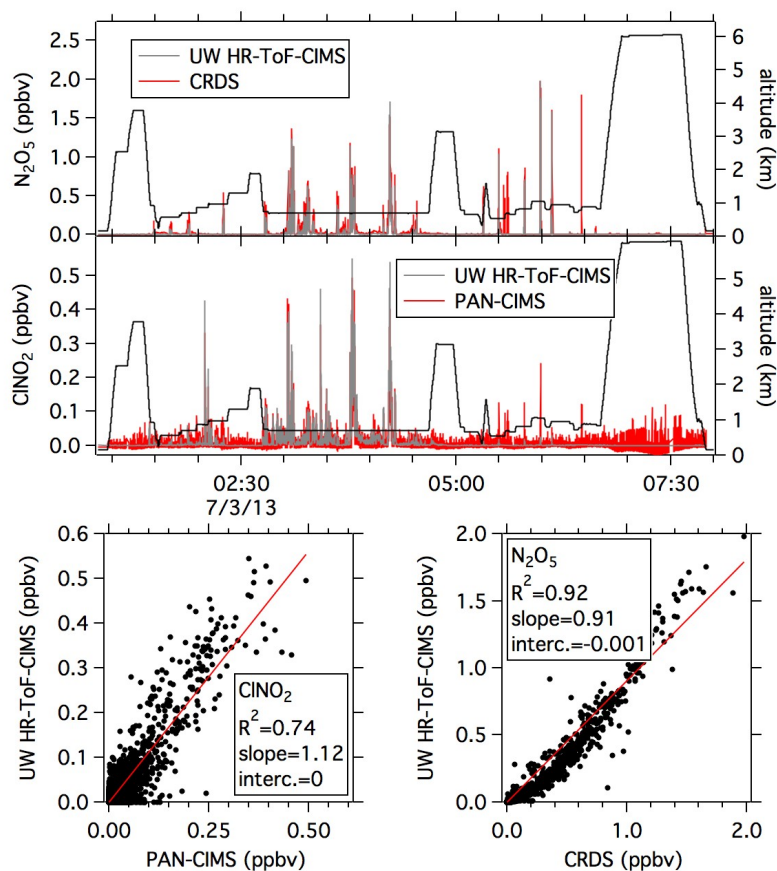 2.5
2.0
1.5
1.0
0.5
0.0
N₂O₅ (ppbv)
UW HR-ToF-CIMS
CRDS
6
5
4
3
2
1
0
altitude (km)
0.5
0.4
0.3
0.2
0.1
0.0
ClNO₂ (ppbv)
UW HR-ToF-CIMS
PAN-CIMS
5
4
3
2
1
0
altitude (km)
02:30
7/3/13
05:00
07:30
0.6
0.5
0.4
0.3
0.2
0.1
0.0
UW HR-ToF-CIMS (ppbv)
ClNO₂
R²=0.74
slope=1.12
interc.=0
0.00
0.25
0.50
PAN-CIMS (ppbv)
2.0
1.5
1.0
0.5
0.0
UW HR-ToF-CIMS (ppbv)
N₂O₅
R²=0.92
slope=0.91
interc.=-0.001
0.0
1.0
2.0
CRDS (ppbv)